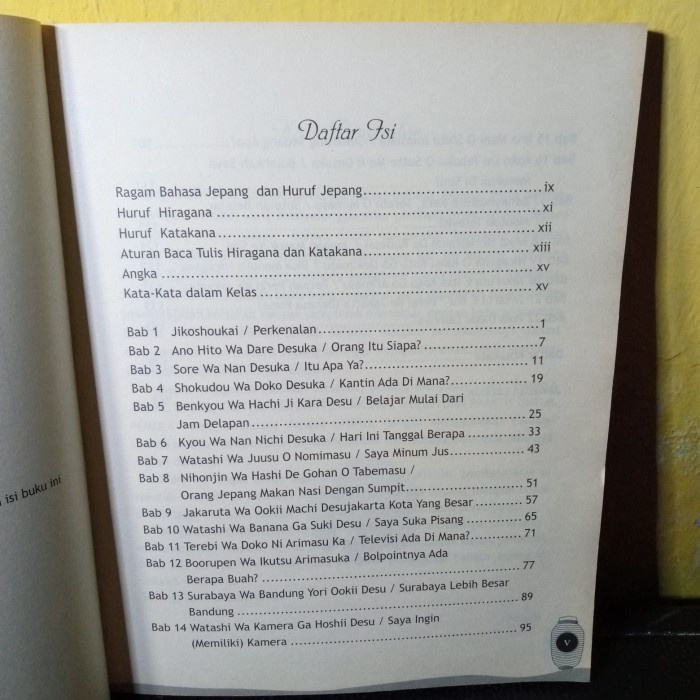 isi buku ini
Daftar Isi
Ragam Bahasa Jepang dan Huruf Jepang..........ix
Huruf Hiragana..........xi
Huruf Katakana..........xii
Aturan Baca Tulis Hiragana dan Katakana..........xiii
Angka..........xv
Kata-Kata dalam Kelas..........xv
Bab 1 Jikoshoukai / Perkenalan..........1
Bab 2 Ano Hito Wa Dare Desuka / Orang Itu Siapa?..........7
Bab 3 Sore Wa Nan Desuka / Itu Apa Ya?..........11
Bab 4 Shokudou Wa Doko Desuka / Kantin Ada Di Mana?..........19
Bab 5 Benkyou Wa Hachi Ji Kara Desu / Belajar Mulai Dari
Jam Delapan..........25
Bab 6 Kyou Wa Nan Nichi Desuka / Hari Ini Tanggal Berapa..........33
Bab 7 Watashi Wa Juusu O Nomimasu / Saya Minum Jus..........43
Bab 8 Nihonjin Wa Hashi De Gohan O Tabemasu /
Orang Jepang Makan Nasi Dengan Sumpit..........51
Bab 9 Jakaruta Wa Ookii Machi Desujakarta Kota Yang Besar..........57
Bab 10 Watashi Wa Banana Ga Suki Desu / Saya Suka Pisang..........65
Bab 11 Terebi Wa Doko Ni Arimasu Ka / Televisi Ada Di Mana?..........71
Bab 12 Boorupen Wa Ikutsu Arimasuka / Bolpointnya Ada
Berapa Buah?..........77
Bab 13 Surabaya Wa Bandung Yori Ookii Desu / Surabaya Lebih Besar
Bandung..........89
Bab 14 Watashi Wa Kamera Ga Hoshii Desu / Saya Ingin
(Memiliki) Kamera..........95
v